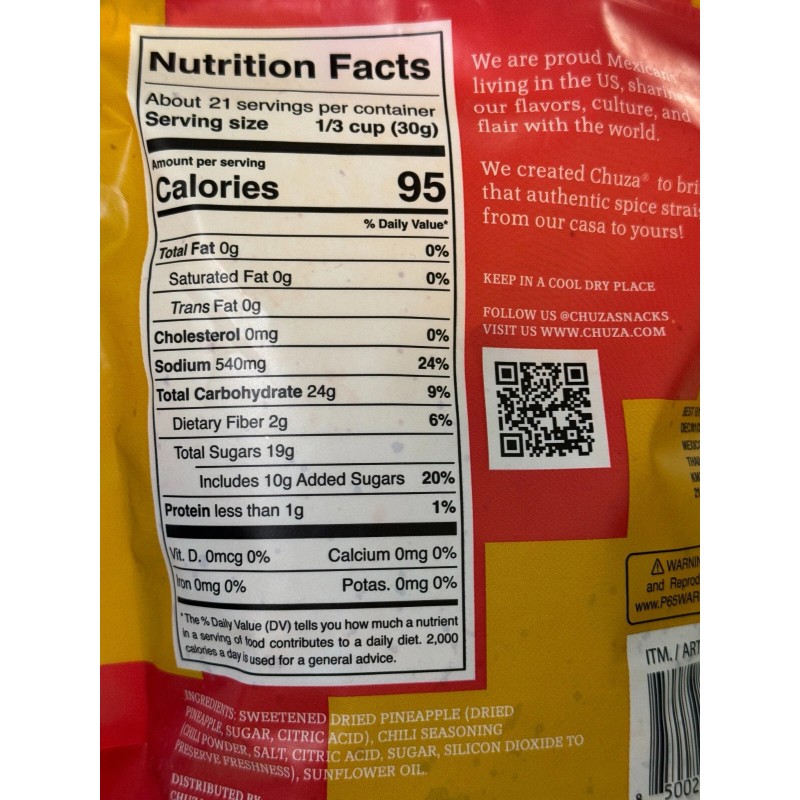 Nutrition Facts
About 21 servings per container
Serving size 1/3 cup (30g)
Amount per serving
Calories 95
% Daily Value*
Total Fat 0g 0%
Saturated Fat 0g 0%
Trans Fat 0g
Cholesterol 0mg 0%
Sodium 540mg 24%
Total Carbohydrate 24g 9%
Dietary Fiber 2g 6%
Total Sugars 19g
Includes 10g Added Sugars 20%
Protein less than 1g 1%
Vit. D. 0mcg 0% Calcium 0mg 0%
Iron 0mg 0% Potas. 0mg 0%
*The % Daily Value (DV) tells you how much a nutrient
in a serving of food contributes to a daily diet. 2,000
calories a day is used for a general advice.
INGREDIENTS: SWEETENED DRIED PINEAPPLE (DRIED
PINEAPPLE, SUGAR, CITRIC ACID), CHILI SEASONING
(CHILI POWDER, SALT, CITRIC ACID, SUGAR, SILICON DIOXIDE TO
PRESERVE FRESHNESS), SUNFLOWER OIL.
DISTRIBUTED BY
We are proud Mexicans
living in the US, sharing
our flavors, culture, and
flair with the world.
We created Chuza® to bri
that authentic spice strai
from our casa to yours!
KEEP IN A COOL DRY PLACE
FOLLOW US @CHUZASNACKS
VISIT US WWW.CHUZA.COM
BEST
MEXIC
WARNIN
and Reprod
www.P65WAR
ITM. / ART
8 5002